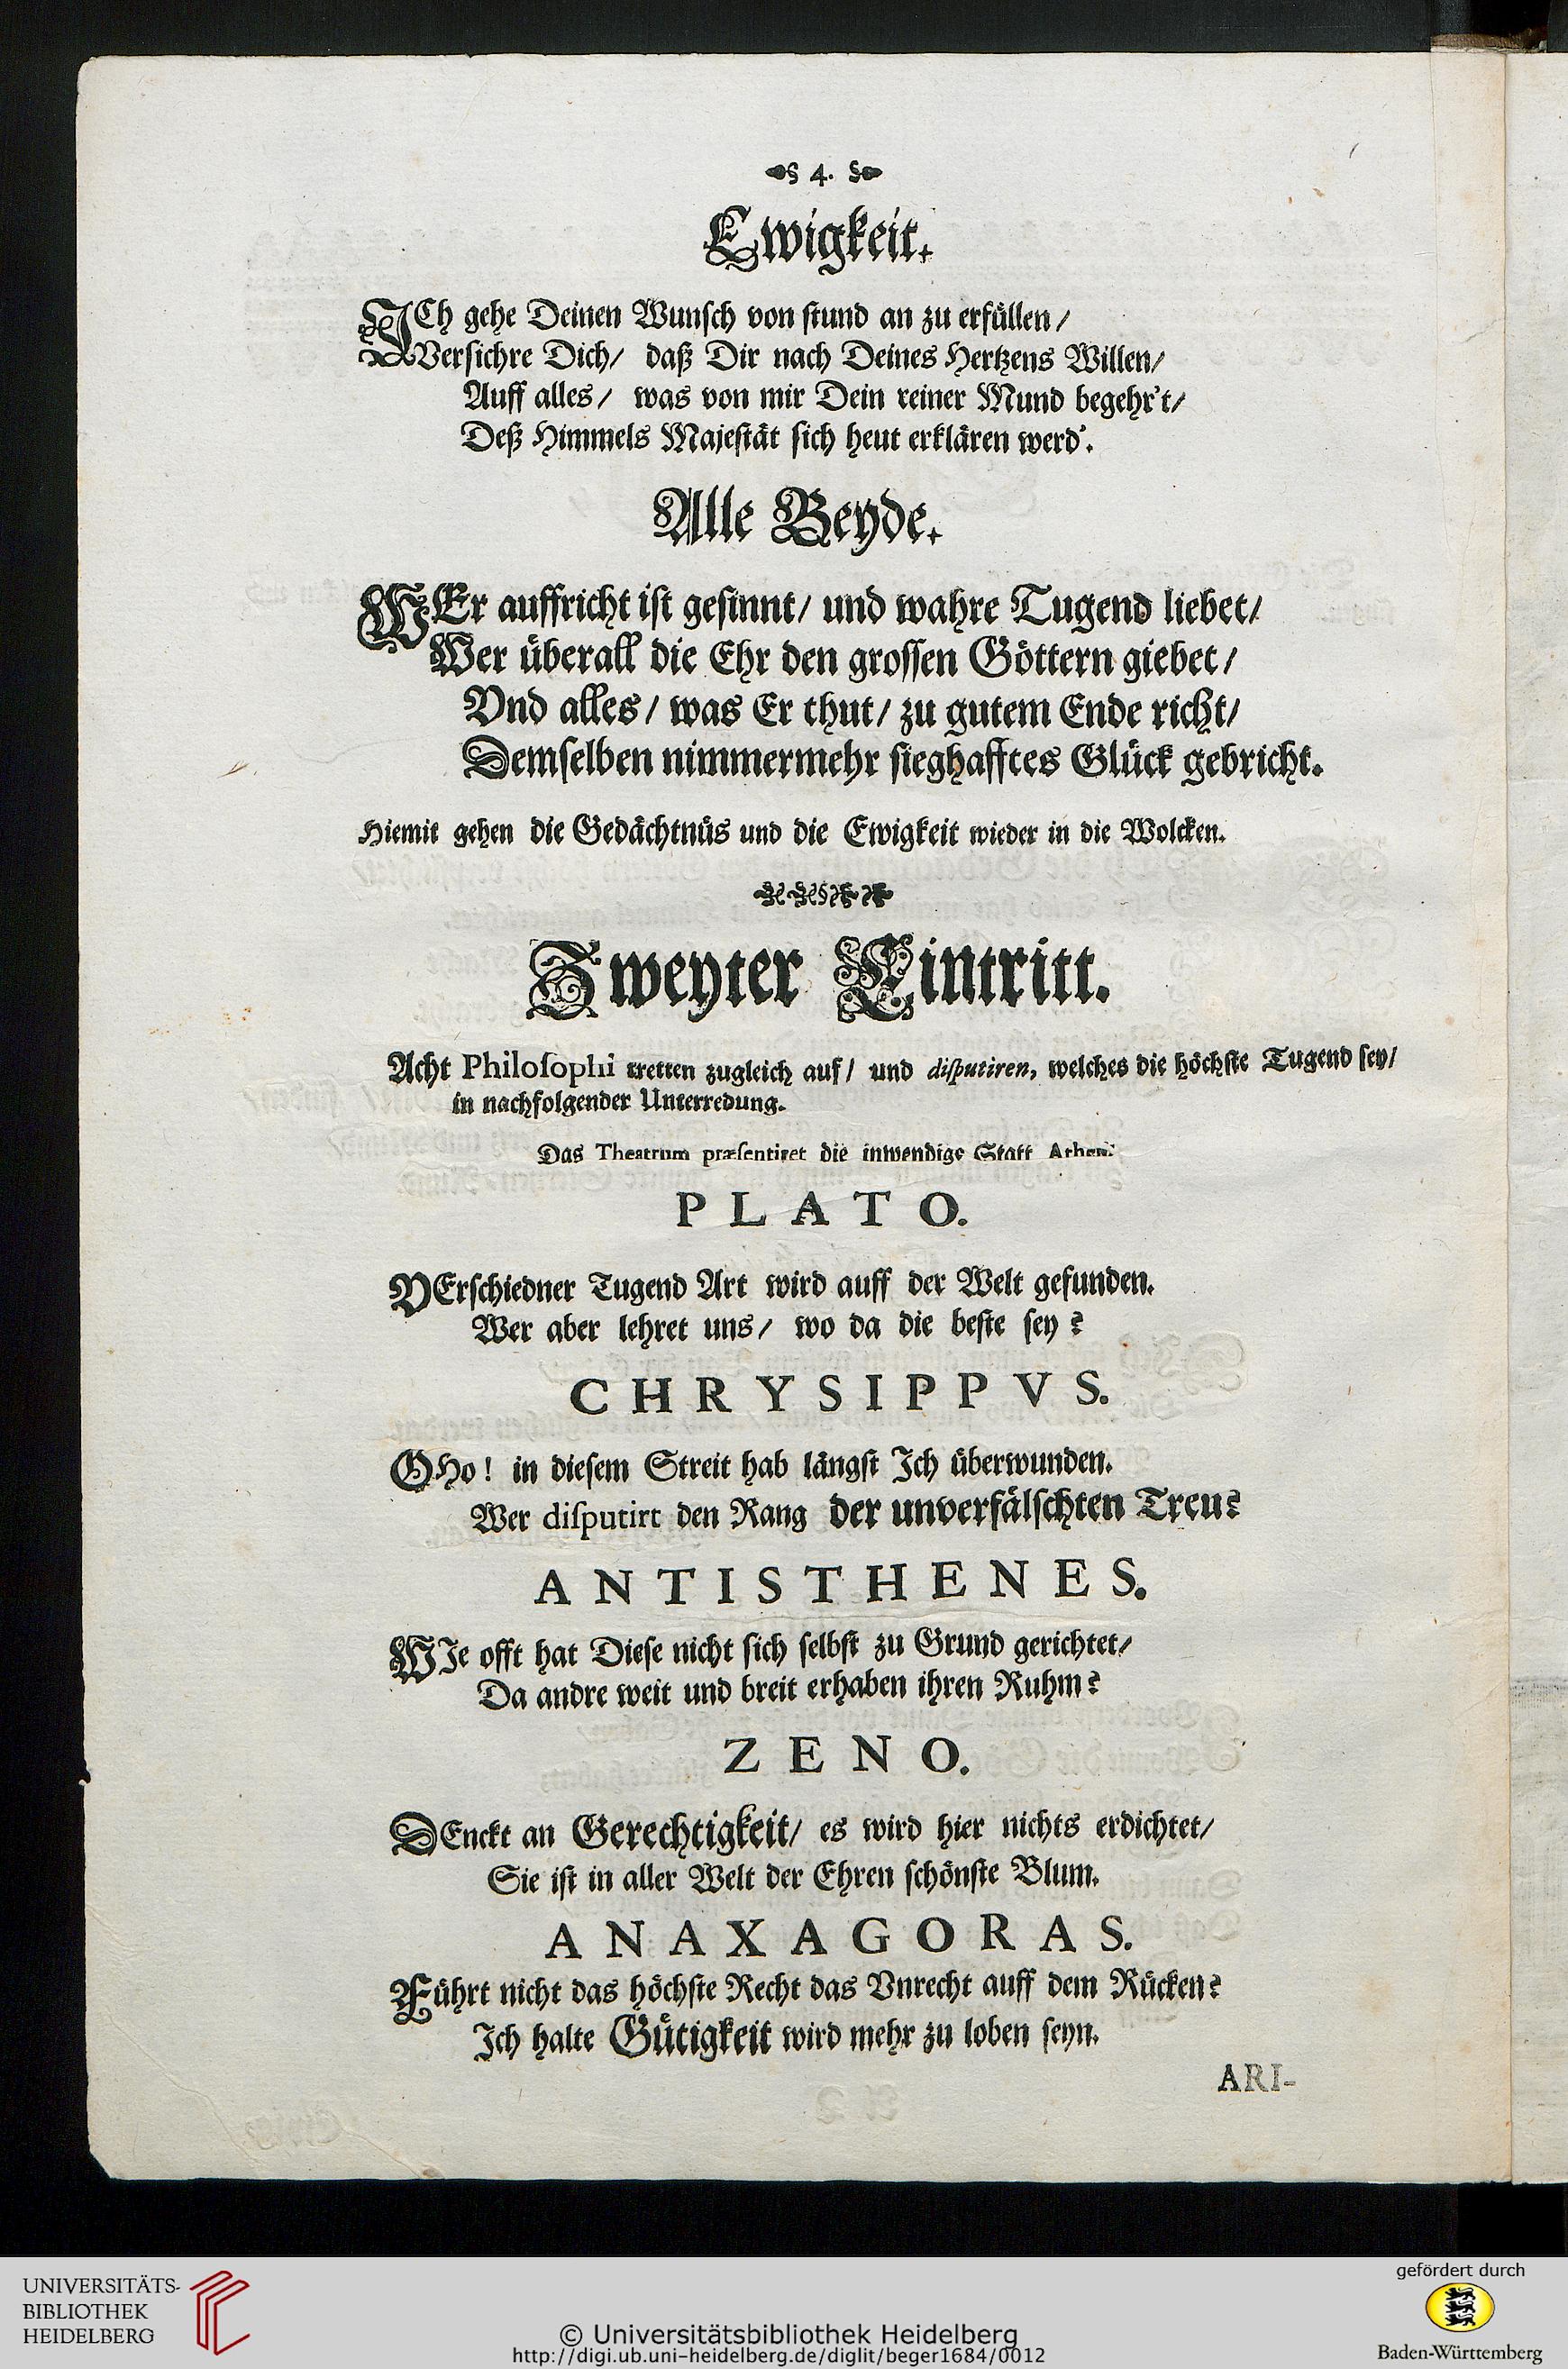 4.
Ewigkeit.
ICh gehe Deinen Wunsch von stund an zu erfüllen/
Versichre Dich/ daß Dir nach Deines Hertzens Willen/
Auff alles/ was von mir Dein reiner Mund begehr't/
Deß Himmels Majestät sich heut erklären werd'.
Alle Beyde.
WEr auffricht ist gesinnt/ und wahre Tugend liebet/
Wer überall die Ehr den grossen Göttern giebet/
Vnd alles/ was Er thut/ zu gutem Ende richt/
Demselben nimmermehr sieghafftes Glück gebricht.
Hiemit gehen die Gedächtnüs und die Ewigkeit wieder in die Wolcken.
Zweyter Eintritt.
Acht Philosophi tretten zugleich auf/ und disputiren, welches die höchste Tugend sey/
in nachfolgender Unterredung.
Das Theatrum præsentiret die inwendige Statt Athen.
PLATO.
VErschiedner Tugend Art wird auff der Welt gefunden.
Wer aber lehret uns/ wo da die beste sey?
CHRYSIPPVS.
OHo! in diesem Streit hab längst Ich überwunden.
Wer disputirt den Rang der unverfälschten Treu?
ANTISTHENES.
WIe offt hat Diese nicht sich selbst zu Grund gerichtet/
Da andre weit und breit erhaben ihren Ruhm?
ZENO.
DEnckt an Gerechtigkeit/ es wird hier nichts erdichtet/
Sie ist in aller Welt der Ehren schönste Blum.
ANAXAGORAS.
Führt nicht das höchste Recht das Vnrecht auff dem Rücken?
Ich halte Gütigkeit wird mehr zu loben seyn.
ARI-
UNIVERSITÄTS-
BIBLIOTHEK
HEIDELBERG
© Universitätsbibliothek Heidelberg
http://digi.ub.uni-heidelberg.de/diglit/beger1684/0012
gefördert durch
Baden-Württemberg